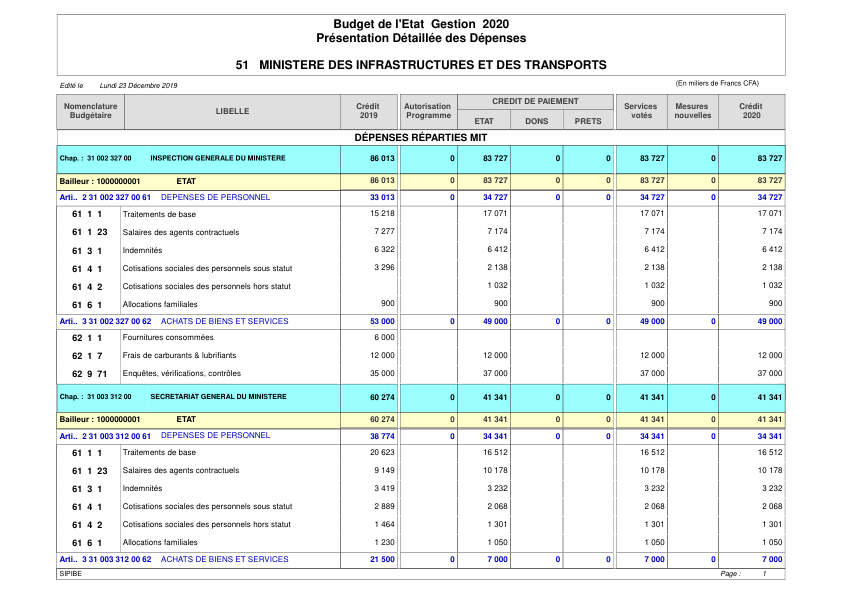 Budget de l'Etat  Gestion  2020
Présentation Détaillée des Dépenses
51   MINISTERE DES INFRASTRUCTURES ET DES TRANSPORTS
Edité le   Lundi 23 Décembre 2019   (En miliers de Francs CFA)
Nomenclature Budgétaire   LIBELLE   Crédit 2019   Autorisation Programme   CREDIT DE PAIEMENT   Services votés   Mesures nouvelles   Crédit 2020
ETAT   DONS   PRETS
DÉPENSES RÉPARTIES MIT
Chap. :  31 002 327 00   INSPECTION GENERALE DU MINISTERE   86 013   0   83 727   0   0   83 727   0   83 727
Bailleur : 1000000001   ETAT   86 013   0   83 727   0   0   83 727   0   83 727
Arti..  2 31 002 327 00 61   DEPENSES DE PERSONNEL   33 013   0   34 727   0   0   34 727   0   34 727
61  1  1   Traitements de base   15 218   17 071   17 071   17 071
61  1  23   Salaires des agents contractuels   7 277   7 174   7 174   7 174
61  3  1   Indemnités   6 322   6 412   6 412   6 412
61  4  1   Cotisations sociales des personnels sous statut   3 296   2 138   2 138   2 138
61  4  2   Cotisations sociales des personnels hors statut   1 032   1 032   1 032
61  6  1   Allocations familiales   900   900   900   900
Arti..  3 31 002 327 00 62   ACHATS DE BIENS ET SERVICES   53 000   0   49 000   0   0   49 000   0   49 000
62  1  1   Fournitures consommées   6 000
62  1  7   Frais de carburants & lubrifiants   12 000   12 000   12 000   12 000
62  9  71   Enquêtes, vérifications, contrôles   35 000   37 000   37 000   37 000
Chap. :  31 003 312 00   SECRETARIAT GENERAL DU MINISTERE   60 274   0   41 341   0   0   41 341   0   41 341
Bailleur : 1000000001   ETAT   60 274   0   41 341   0   0   41 341   0   41 341
Arti..  2 31 003 312 00 61   DEPENSES DE PERSONNEL   38 774   0   34 341   0   0   34 341   0   34 341
61  1  1   Traitements de base   20 623   16 512   16 512   16 512
61  1  23   Salaires des agents contractuels   9 149   10 178   10 178   10 178
61  3  1   Indemnités   3 419   3 232   3 232   3 232
61  4  1   Cotisations sociales des personnels sous statut   2 889   2 068   2 068   2 068
61  4  2   Cotisations sociales des personnels hors statut   1 464   1 301   1 301   1 301
61  6  1   Allocations familiales   1 230   1 050   1 050   1 050
Arti..  3 31 003 312 00 62   ACHATS DE BIENS ET SERVICES   21 500   0   7 000   0   0   7 000   0   7 000
SIPIBE   Page :   1